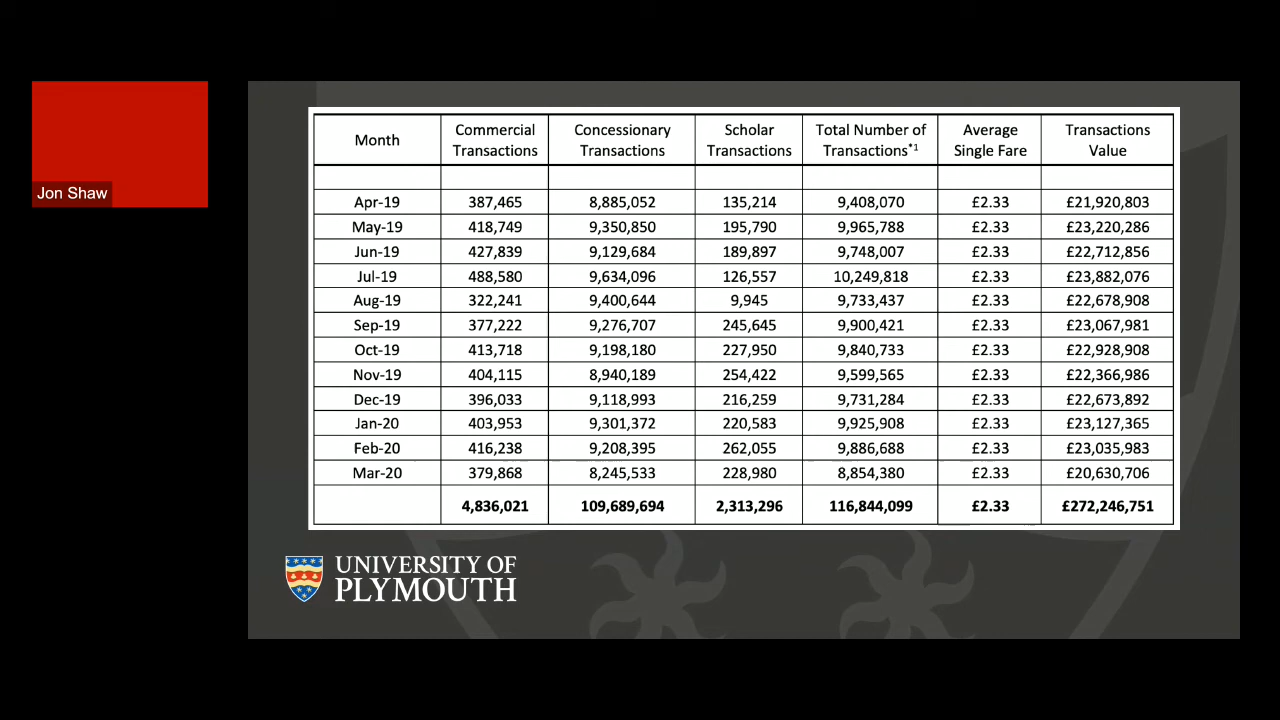 Jon Shaw
Month Commercial Transactions Concessionary Transactions Scholar Transactions Total Number of Transactions*1 Average Single Fare Transactions Value
Apr-19 387,465 8,885,052 135,214 9,408,070 £2.33 £21,920,803
May-19 418,749 9,350,850 195,790 9,965,788 £2.33 £23,220,286
Jun-19 427,839 9,129,684 189,897 9,748,007 £2.33 £22,712,856
Jul-19 488,580 9,634,096 126,557 10,249,818 £2.33 £23,882,076
Aug-19 322,241 9,400,644 9,945 9,733,437 £2.33 £22,678,908
Sep-19 377,222 9,276,707 245,645 9,900,421 £2.33 £23,067,981
Oct-19 413,718 9,198,180 227,950 9,840,733 £2.33 £22,928,908
Nov-19 404,115 8,940,189 254,422 9,599,565 £2.33 £22,366,986
Dec-19 396,033 9,118,993 216,259 9,731,284 £2.33 £22,673,892
Jan-20 403,953 9,301,372 220,583 9,925,908 £2.33 £23,127,365
Feb-20 416,238 9,208,395 262,055 9,886,688 £2.33 £23,035,983
Mar-20 379,868 8,245,533 228,980 8,854,380 £2.33 £20,630,706
4,836,021 109,689,694 2,313,296 116,844,099 £2.33 £272,246,751
UNIVERSITY OF
PLYMOUTH